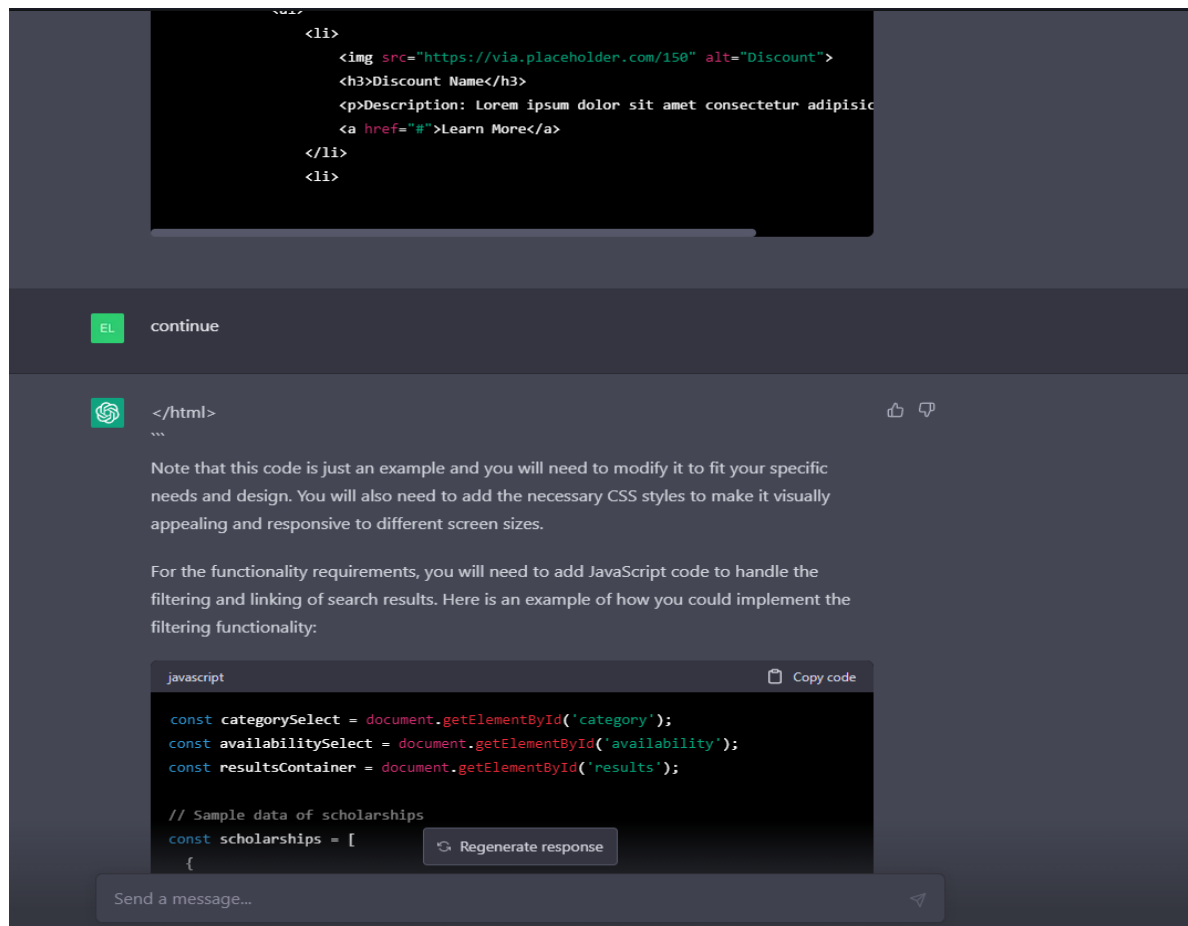 <li>
<img src="https://via.placeholder.com/150" alt="Discount">
<h3>Discount Name</h3>
<p>Description: Lorem ipsum dolor sit amet consectetur adipisic
<a href="#">Learn More</a>
</li>
<li>
EL
continue
</html>
```
Note that this code is just an example and you will need to modify it to fit your specific
needs and design. You will also need to add the necessary CSS styles to make it visually
appealing and responsive to different screen sizes.
For the functionality requirements, you will need to add JavaScript code to handle the
filtering and linking of search results. Here is an example of how you could implement the
filtering functionality:
javascript
Copy code
const categorySelect = document.getElementById('category');
const availabilitySelect = document.getElementById('availability');
const resultsContainer = document.getElementById('results');
// Sample data of scholarships
const scholarships = [
Regenerate response
{
Send a message...